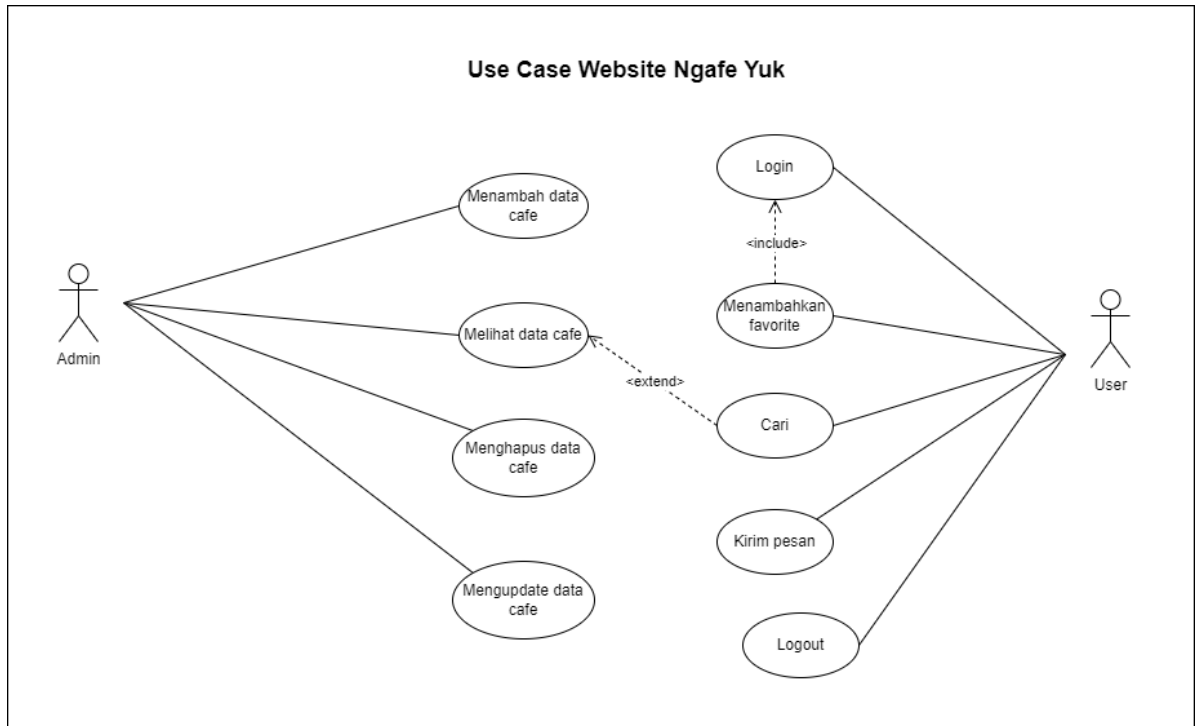 Use Case Website Ngafe Yuk
Login
Menambah data
cafe
<include>
Menambahkan
favorite
Melihat data cafe
Admin
User
<extend>
Cari
Menghapus data
cafe
Kirim pesan
Mengupdate data
cafe
Logout